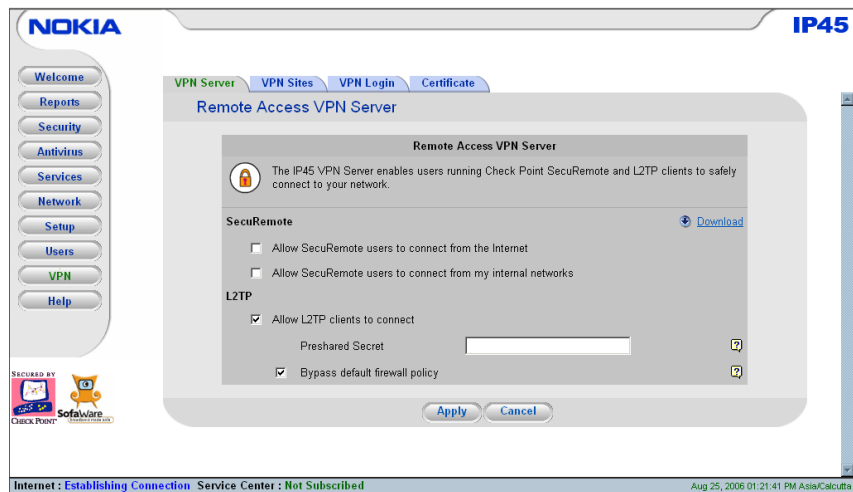 NOKIA
IP45
Welcome
Reports
Security
Antivirus
Services
Network
Setup
Users
VPN
Help
VPN Server
VPN Sites
VPN Login
Certificate
Remote Access VPN Server
Remote Access VPN Server
The IP45 VPN Server enables users running Check Point SecuRemote and L2TP clients to safely
connect to your network.
SecuRemote
Download
Allow SecuRemote users to connect from the Internet
Allow SecuRemote users to connect from my internal networks
L2TP
Allow L2TP clients to connect
Preshared Secret
?
Bypass default firewall policy
?
Apply
Cancel
SECURED BY
CHECK POINT
SofaWare
Internet : Establishing Connection Service Center : Not Subscribed
Aug 25, 2006 01:21:41 PM Asia/Calcutta